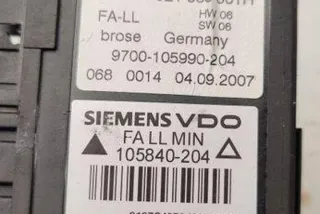 FA-LL HW 06
SW 06
brose Germany
9700-105990-204
068 0014 04.09.2007
SIEMENS VDO
FA LL MIN
105840-204